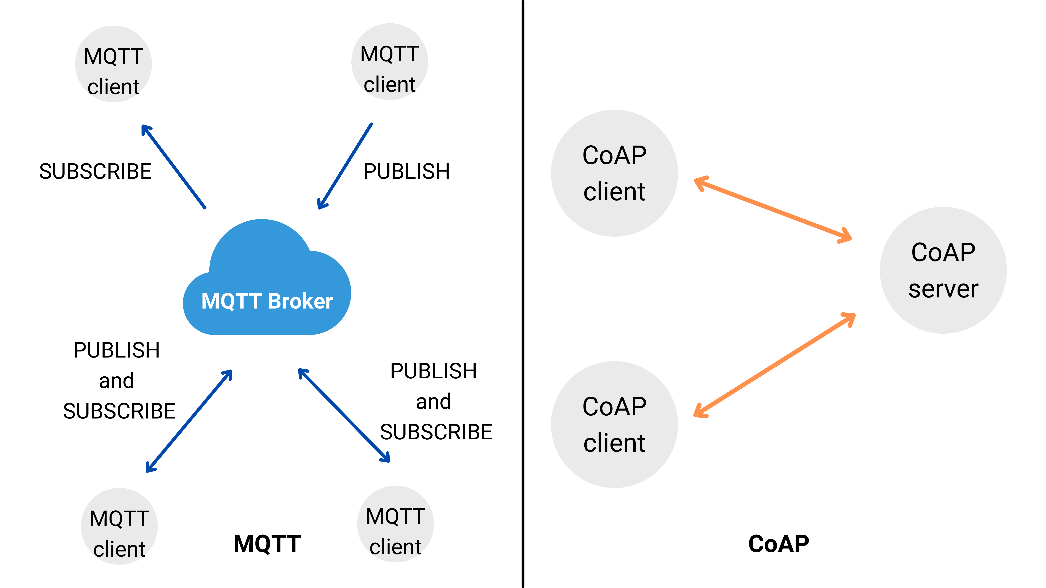 MQTT
client
MQTT
client
SUBSCRIBE
PUBLISH
MQTT Broker
PUBLISH
and
SUBSCRIBE
PUBLISH
and
SUBSCRIBE
MQTT
client
MQTT
client
MQTT
CoAP
client
CoAP
server
CoAP
client
CoAP